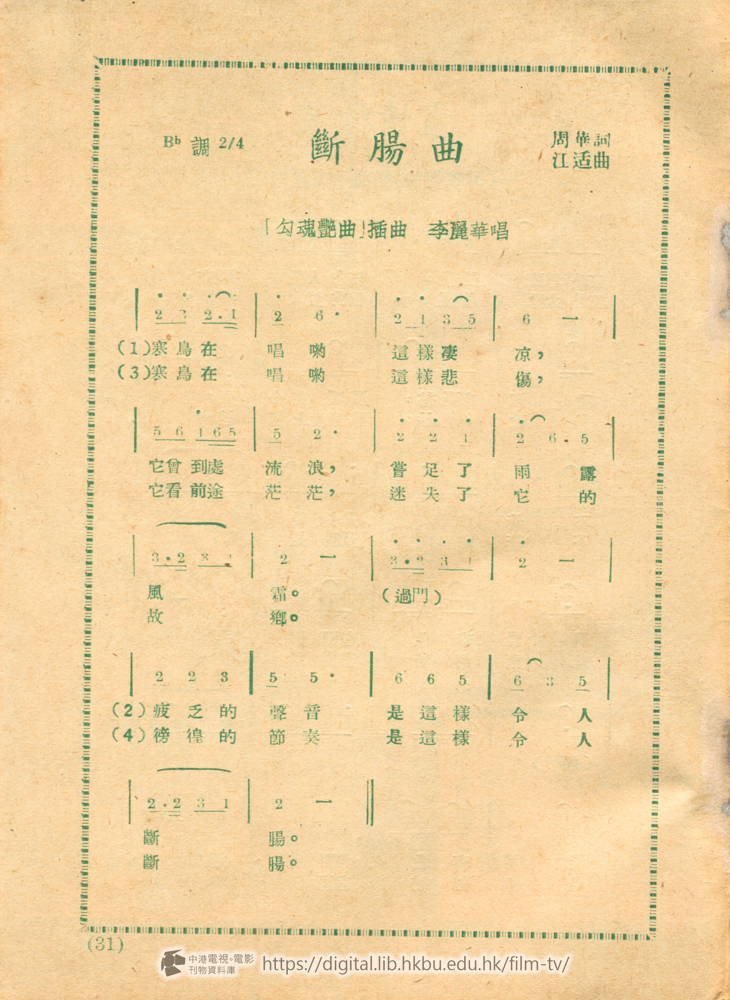 Bb 調 2/4 斷腸曲 周華詞
江适曲
「勾魂艷曲」插曲 李麗華唱
2 2 2.1 | 2 6. | 2 1 3 5 | 6 一
(1)寒鳥在 唱喲 這樣凄 凉，
(3)寒鳥在 唱喲 這樣悲 傷，
5 6 1 6 5 | 5 2. | 2 2 1 | 2 6.5
它曾到處 流浪， 嘗足了 雨露
它看前途 茫茫， 迷失了 它的
3.2 3 1 | 2 一 | 3.2 3 1 | 2 一
風 霜。 (過門)
故 鄉。
2 2 3 | 5 5. | 6 6 5 | 6 3 5
(2)疲乏的 聲音 是這樣 令人
(4)徬徨的 節奏 是這樣 令人
2.2 3 1 | 2 一
斷 腸。
斷 腸。
(31)
中港電視·電影
刊物資料庫
https://digital.lib.hkbu.edu.hk/film-tv/